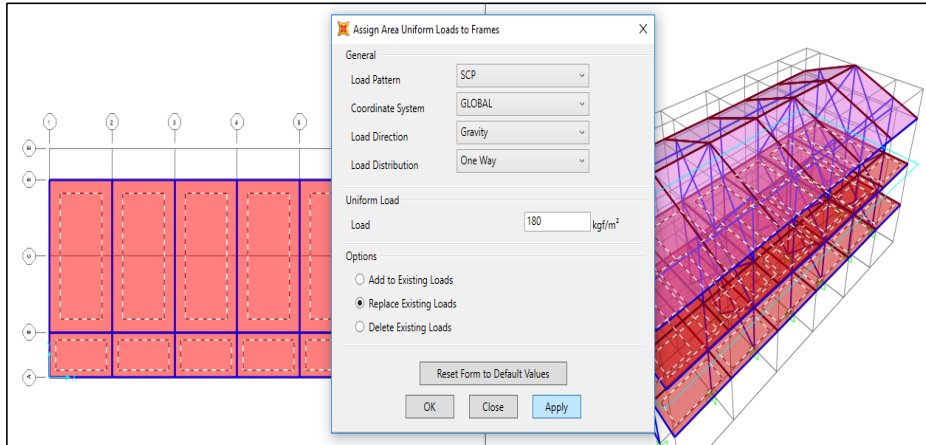 Assign Area Uniform Loads to Frames
X
General
Load Pattern SCP
Coordinate System GLOBAL
Load Direction Gravity
Load Distribution One Way
Uniform Load
Load 180 kgf/m²
Options
Add to Existing Loads
Replace Existing Loads
Delete Existing Loads
Reset Form to Default Values
OK Close Apply
1 2 3 4 5
E
D
C
B
A